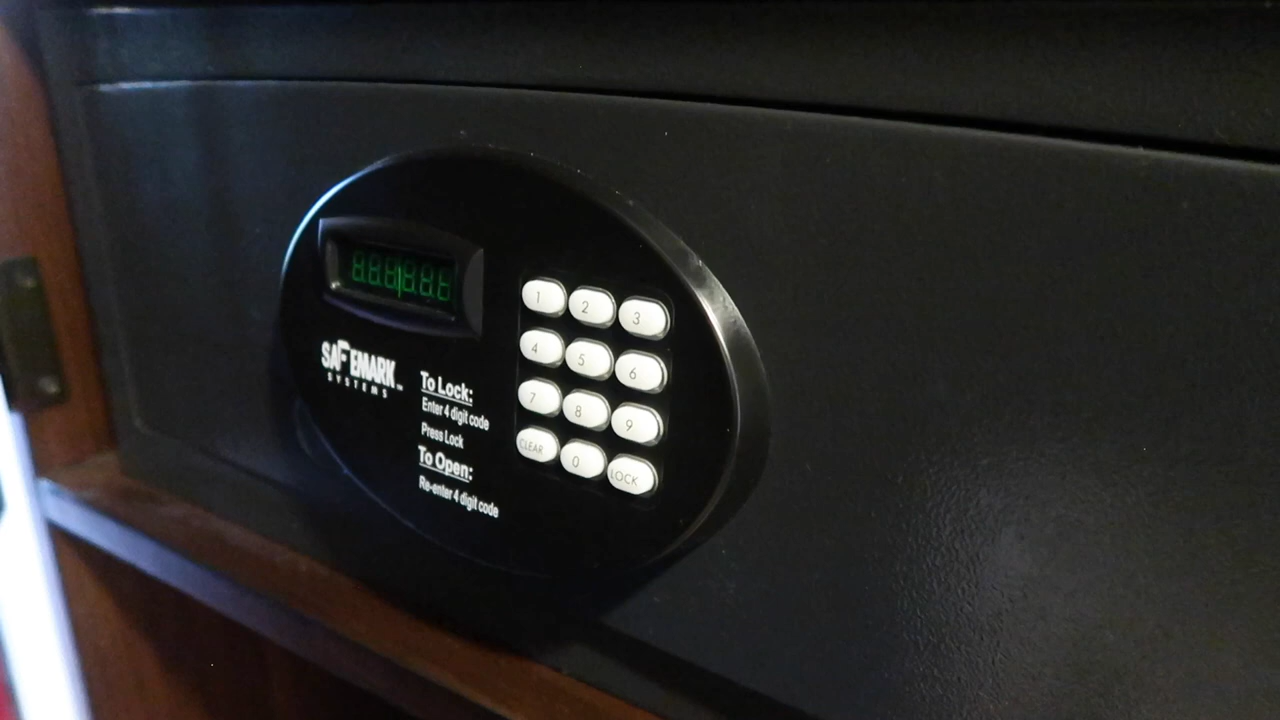 SAFEMARK
SYSTEMS™
To Lock:
Enter 4 digit code
Press Lock
To Open:
Re-enter 4 digit code
1 2 3
4 5 6
7 8 9
CLEAR 0 LOCK